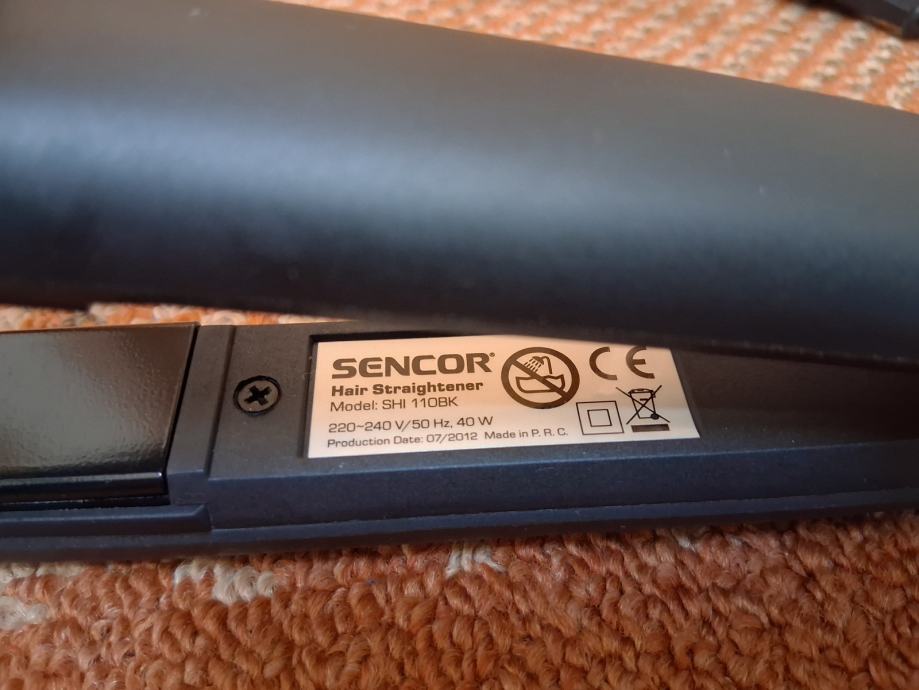 SENCOR®
Hair Straightener
Model: SHI 110BK
220~240 V/50 Hz, 40 W
Production Date: 07/2012 Made in P. R. C.
CE